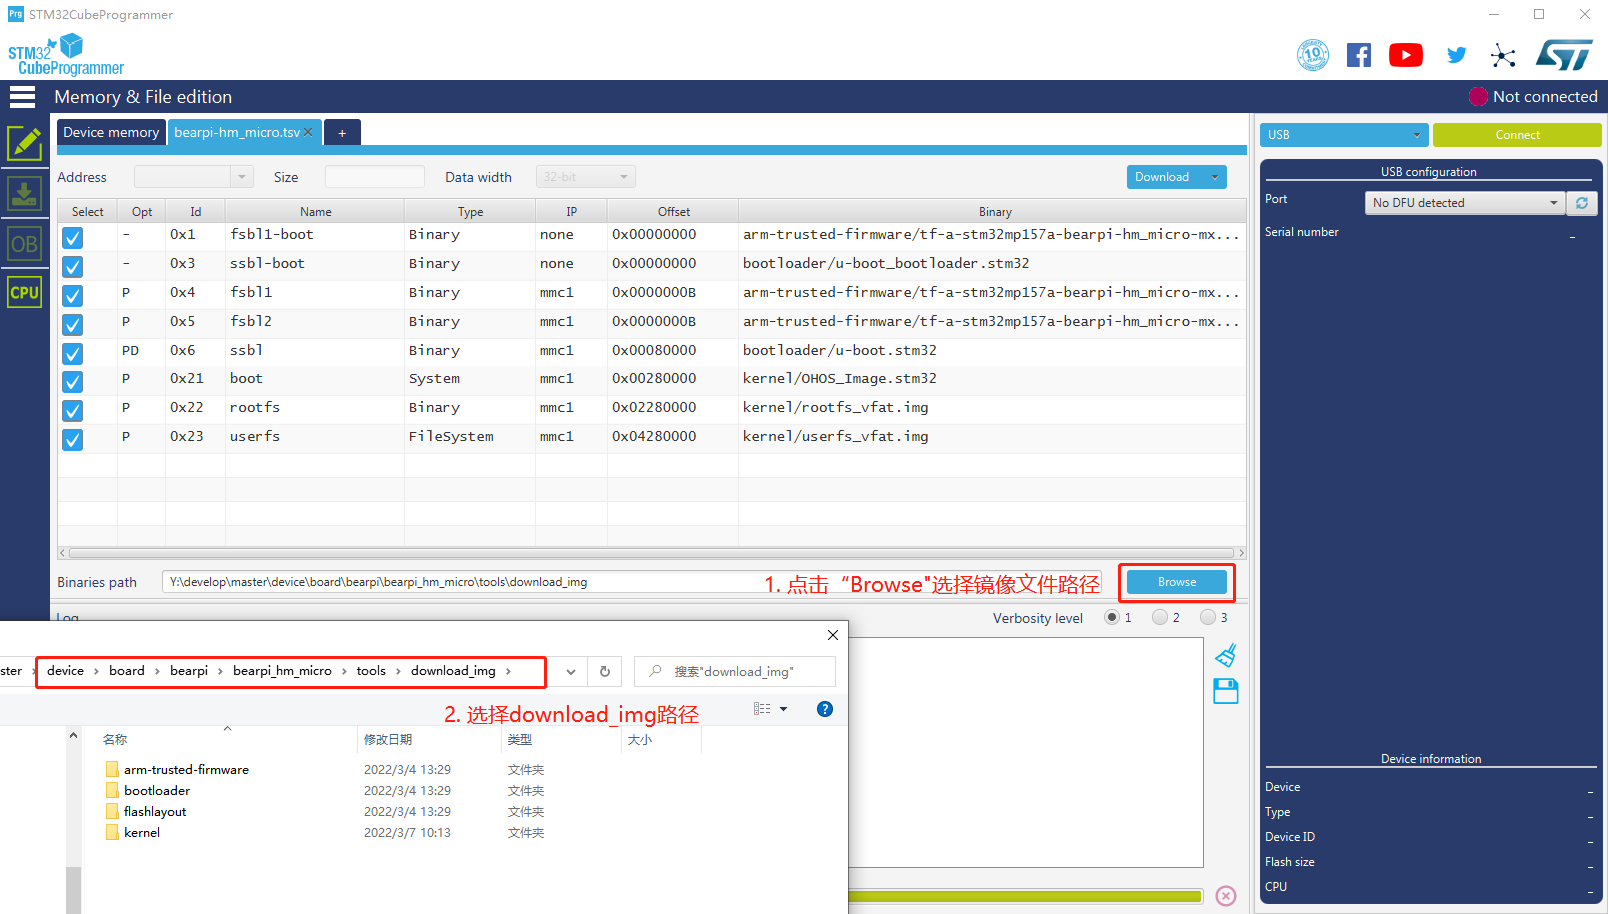 Prg STM32CubeProgrammer
STM32
CubeProgrammer
10
Memory & File edition
Not connected
Device memory bearpi-hm_micro.tsv × +
USB Connect
Address Size Data width 32-bit Download
USB configuration
Port No DFU detected
Serial number _
Select Opt Id Name Type IP Offset Binary
- 0x1 fsbl1-boot Binary none 0x00000000 arm-trusted-firmware/tf-a-stm32mp157a-bearpi-hm_micro-mx...
- 0x3 ssbl-boot Binary none 0x00000000 bootloader/u-boot_bootloader.stm32
P 0x4 fsbl1 Binary mmc1 0x0000000B arm-trusted-firmware/tf-a-stm32mp157a-bearpi-hm_micro-mx...
P 0x5 fsbl2 Binary mmc1 0x0000000B arm-trusted-firmware/tf-a-stm32mp157a-bearpi-hm_micro-mx...
PD 0x6 ssbl Binary mmc1 0x00080000 bootloader/u-boot.stm32
P 0x21 boot System mmc1 0x00280000 kernel/OHOS_Image.stm32
P 0x22 rootfs Binary mmc1 0x02280000 kernel/rootfs_vfat.img
P 0x23 userfs FileSystem mmc1 0x04280000 kernel/userfs_vfat.img
OB
CPU
Binaries path Y:\develop\master\device\board\bearpi\bearpi_hm_micro\tools\download_img Browse
1. 点击“Browse"选择镜像文件路径
Log
Verbosity level 1 2 3
ster › device › board › bearpi › bearpi_hm_micro › tools › download_img ›
搜索"download_img"
2. 选择download_img路径
名称 修改日期 类型 大小
arm-trusted-firmware 2022/3/4 13:29 文件夹
bootloader 2022/3/4 13:29 文件夹
flashlayout 2022/3/4 13:29 文件夹
kernel 2022/3/7 10:13 文件夹
Device information
Device _
Type _
Device ID _
Flash size _
CPU _